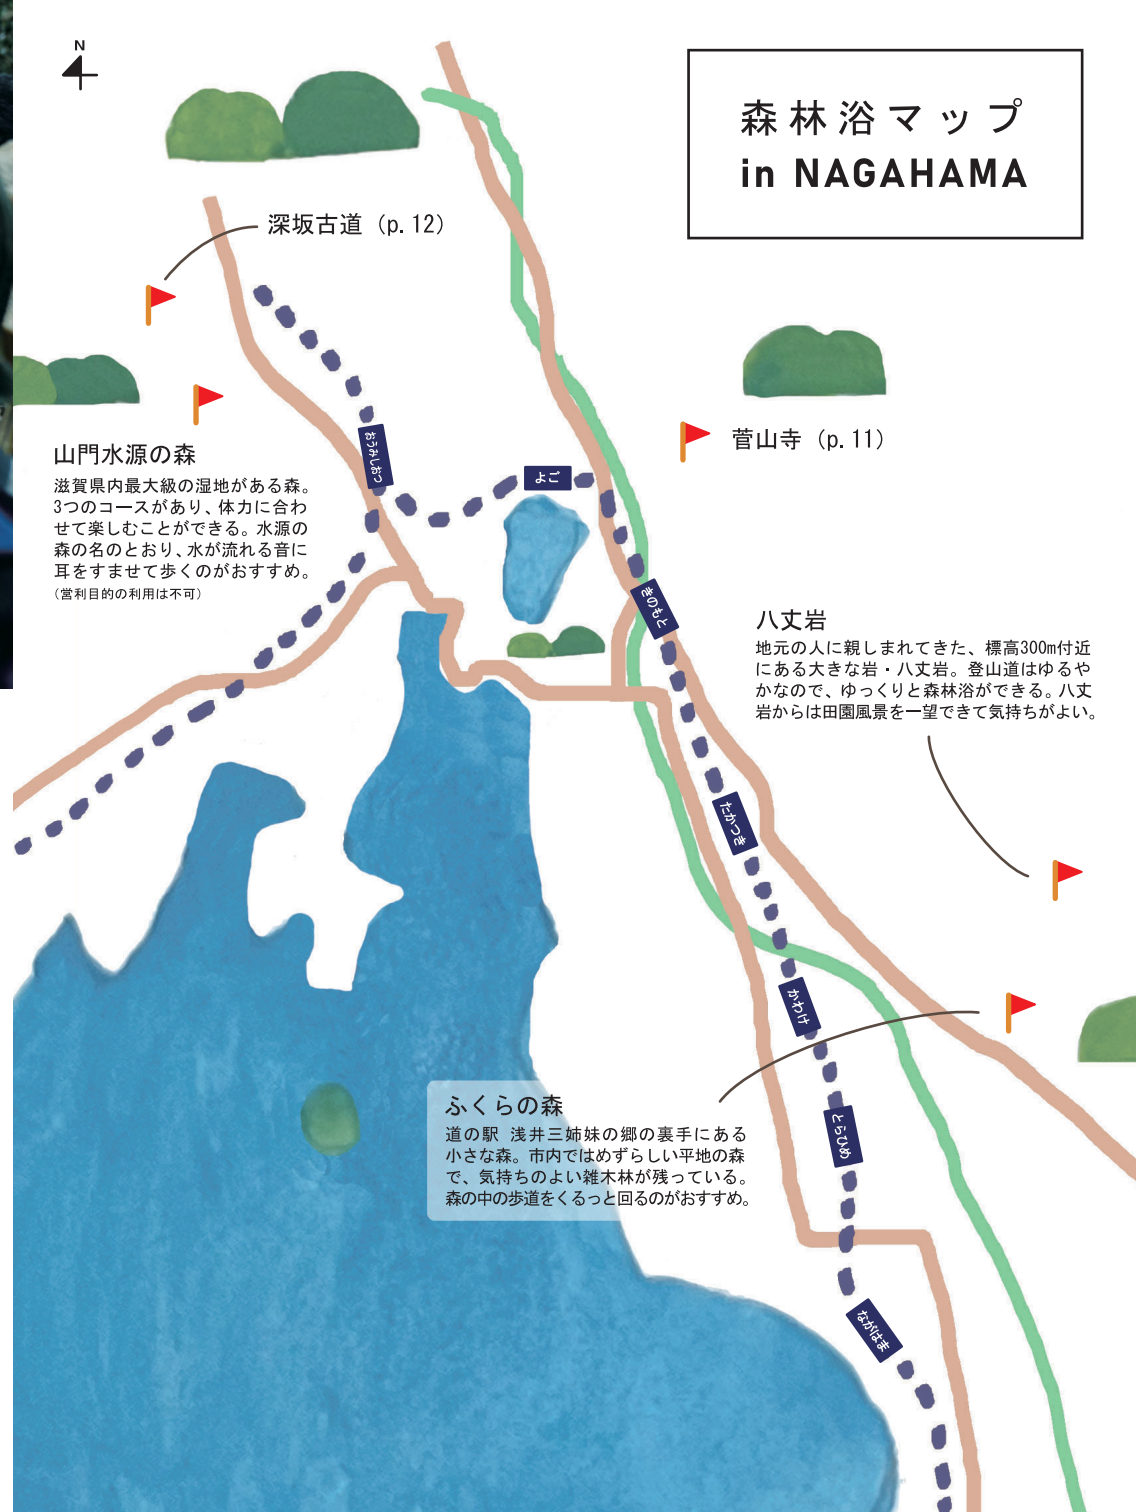 N
森林浴マップ
in NAGAHAMA
深坂古道（p.12）
菅山寺（p.11）
山門水源の森
滋賀県内最大級の湿地がある森。
3つのコースがあり、体力に合わ
せて楽しむことができる。水源の
森の名のとおり、水が流れる音に
耳をすませて歩くのがおすすめ。
（営利目的の利用は不可）
おうみしおつ
よご
きのもと
八丈岩
地元の人に親しまれてきた、標高300m付近
にある大きな岩・八丈岩。登山道はゆるや
かなので、ゆっくりと森林浴ができる。八丈
岩からは田園風景を一望できて気持ちがよい。
たかつき
かわけ
ふくらの森
道の駅 浅井三姉妹の郷の裏手にある
小さな森。市内ではめずらしい平地の森
で、気持ちのよい雑木林が残っている。
森の中の歩道をくるっと回るのがおすすめ。
とらひめ
ながはま